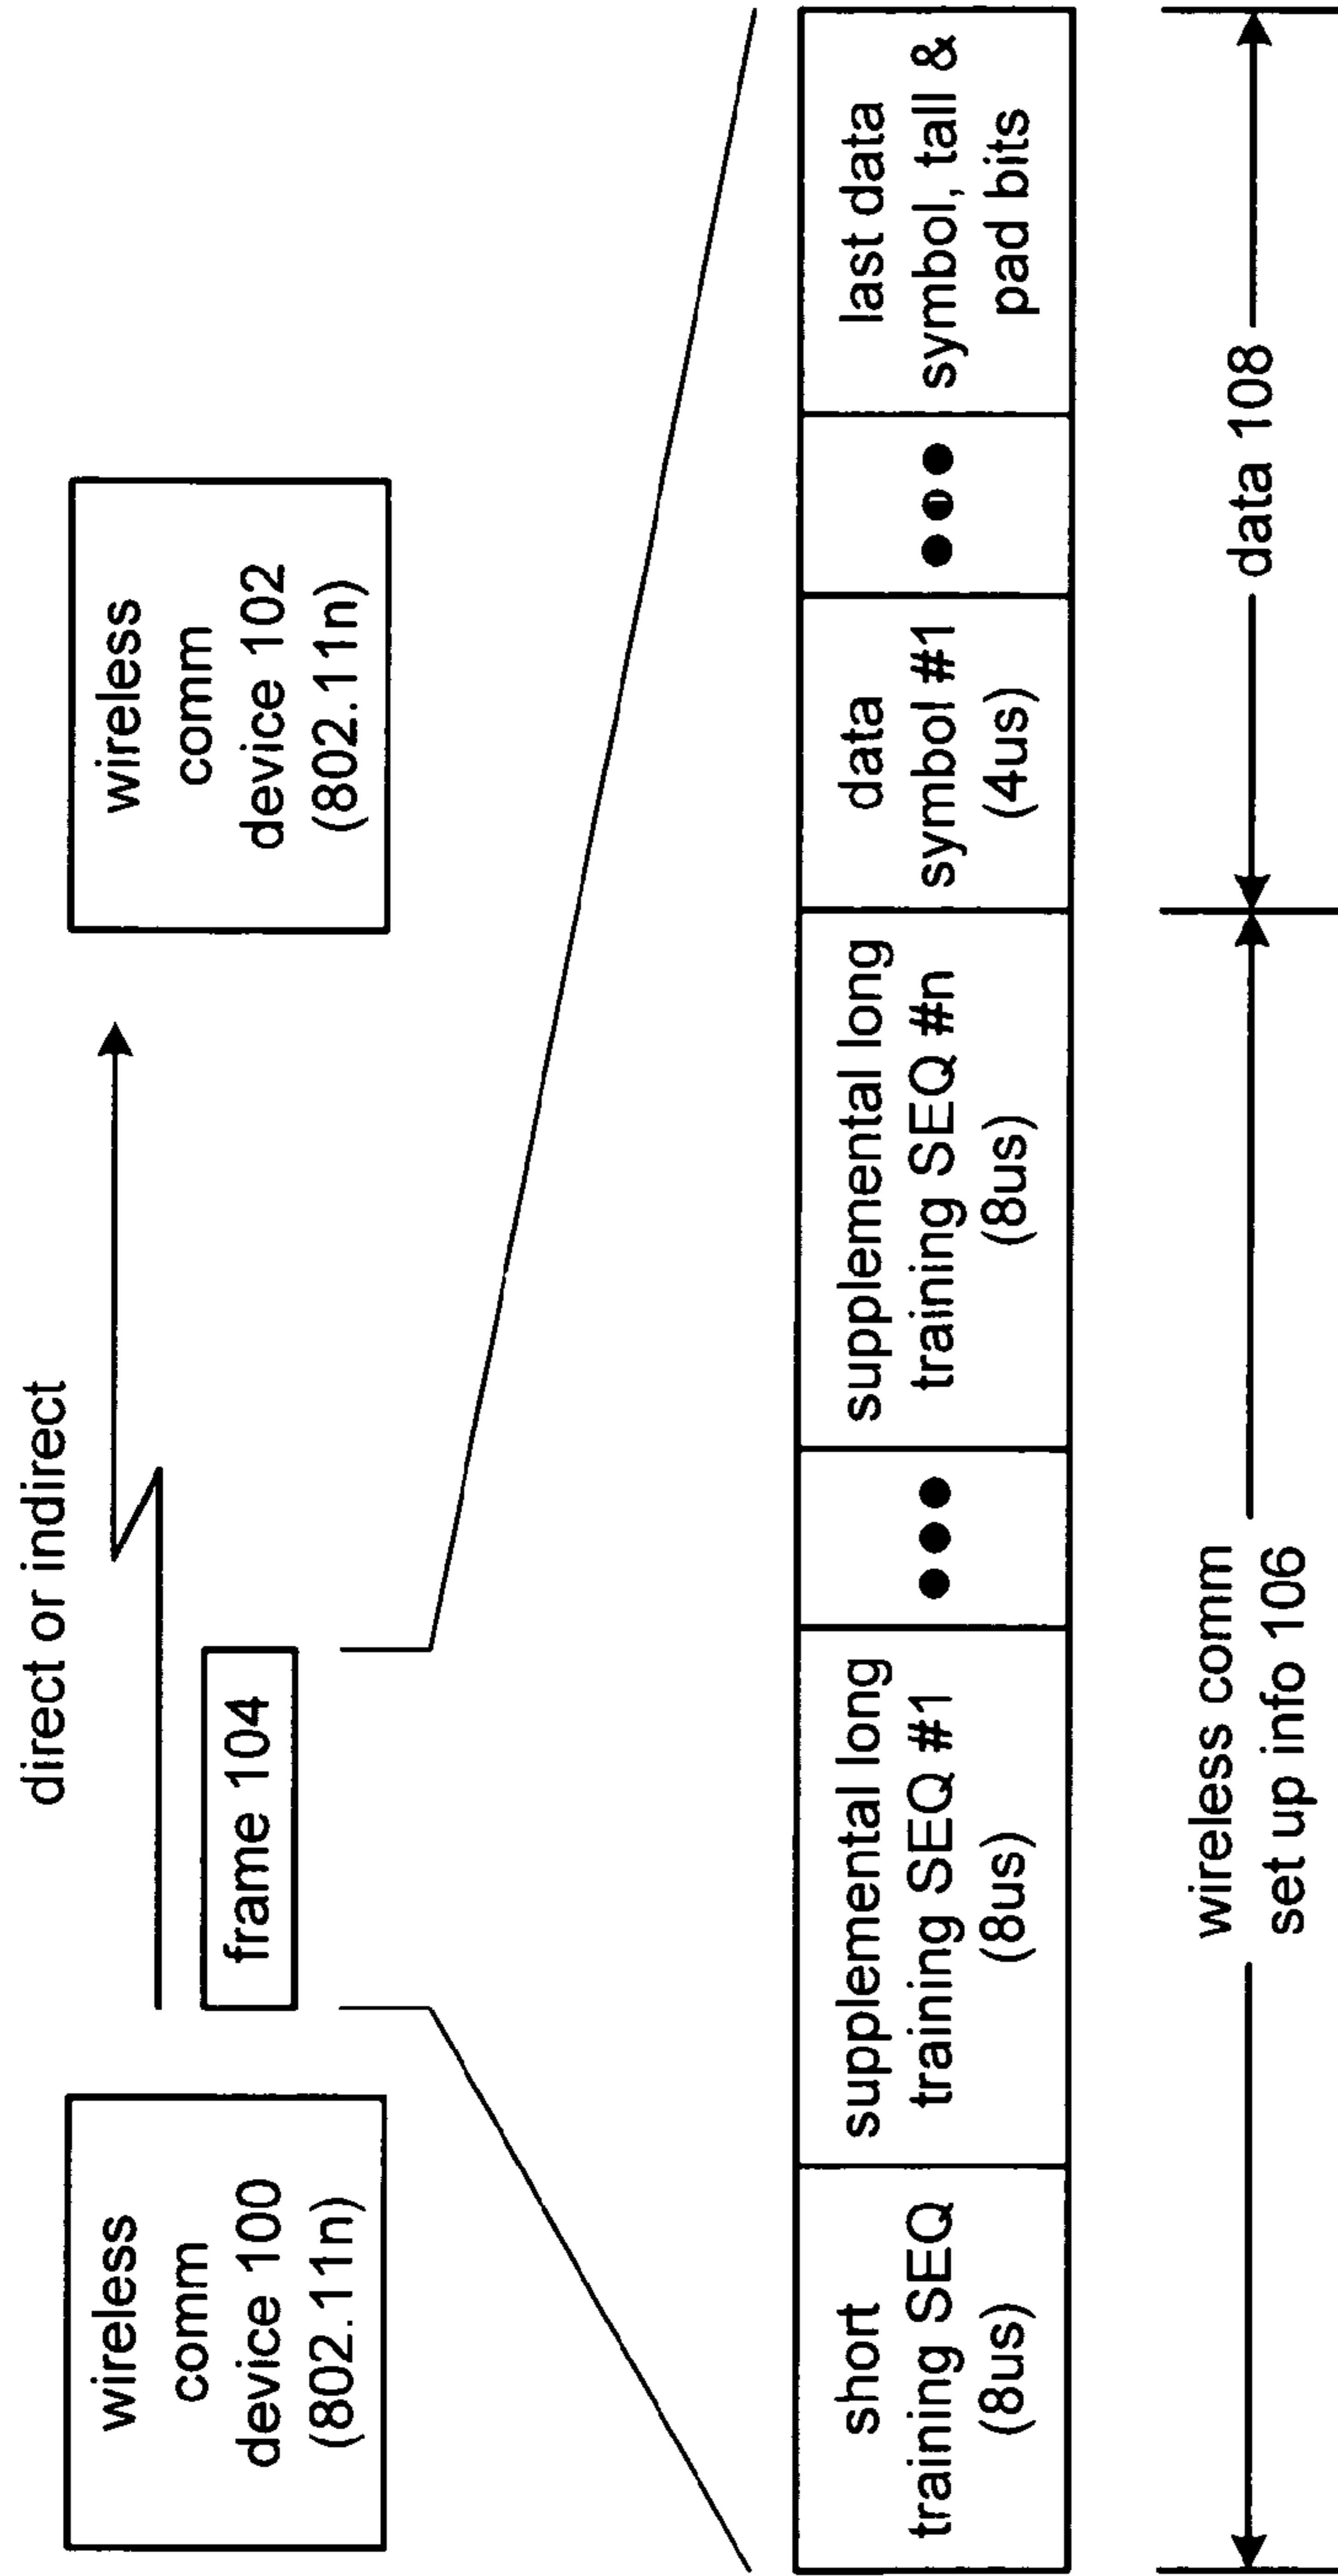 direct or indirect
wireless
comm
device 100
(802.11n)
frame 104
wireless
comm
device 102
(802.11n)
short
training SEQ
(8us)
supplemental long
training SEQ #1
(8us)
supplemental long
training SEQ #n
(8us)
data
symbol #1
(4us)
last data
symbol, tall &
pad bits
wireless comm
set up info 106
data 108